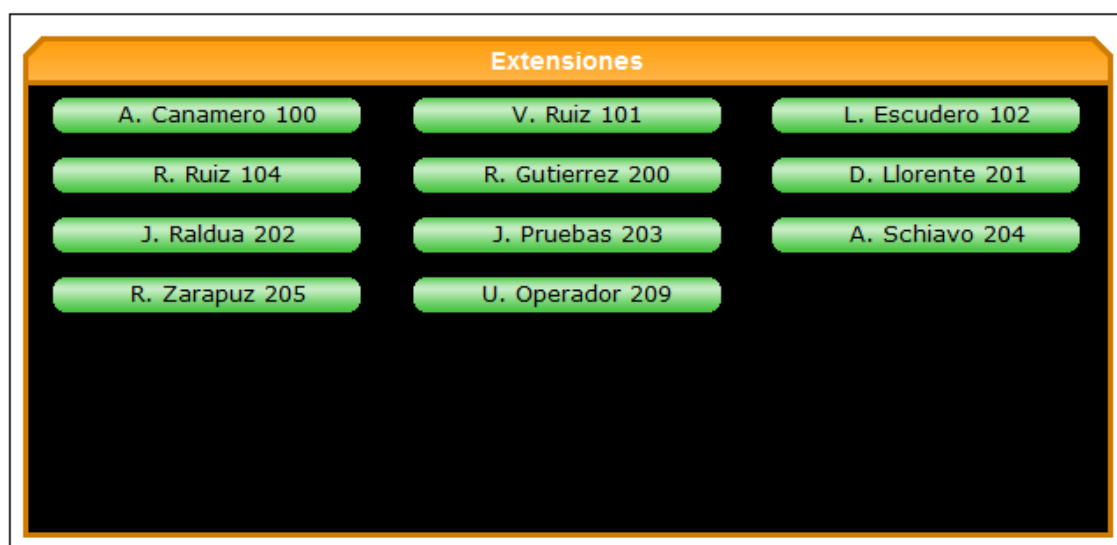 Extensiones
A. Canamero 100 V. Ruiz 101 L. Escudero 102
R. Ruiz 104 R. Gutierrez 200 D. Llorente 201
J. Raldua 202 J. Pruebas 203 A. Schiavo 204
R. Zarapuz 205 U. Operador 209